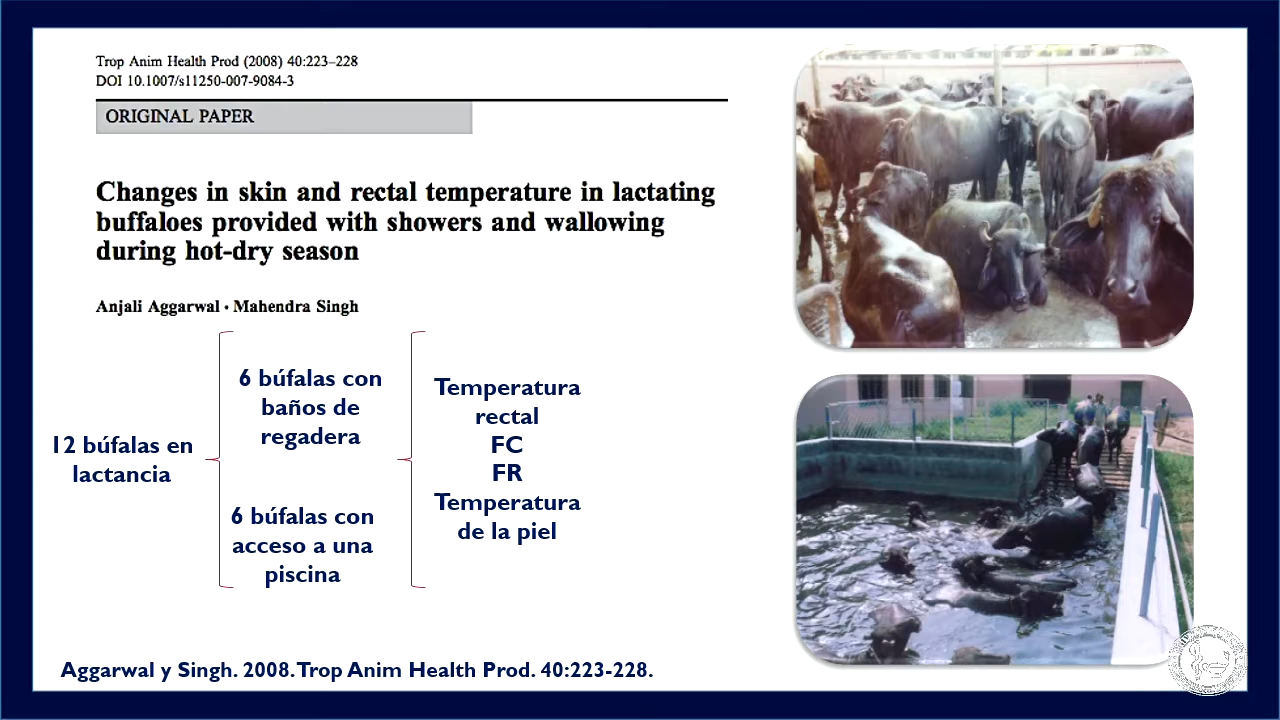 Trop Anim Health Prod (2008) 40:223–228
DOI 10.1007/s11250-007-9084-3
ORIGINAL PAPER
Changes in skin and rectal temperature in lactating
buffaloes provided with showers and wallowing
during hot-dry season
Anjali Aggarwal · Mahendra Singh
12 búfalas en
lactancia
6 búfalas con
baños de
regadera
6 búfalas con
acceso a una
piscina
Temperatura
rectal
FC
FR
Temperatura
de la piel
Aggarwal y Singh. 2008. Trop Anim Health Prod. 40:223-228.